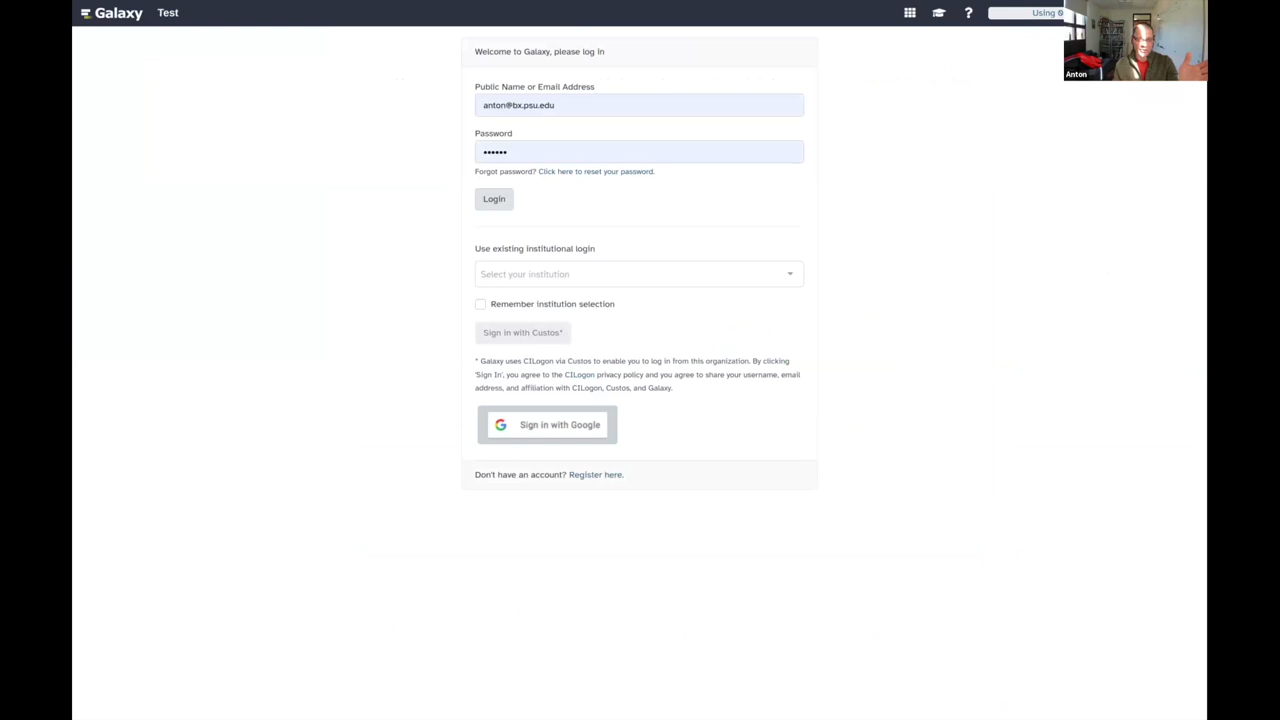 Galaxy Test
? Using 0
Anton
Welcome to Galaxy, please log in
Public Name or Email Address
anton@bx.psu.edu
Password
••••••
Forgot password? Click here to reset your password.
Login
Use existing institutional login
Select your institution
Remember institution selection
Sign in with Custos*
* Galaxy uses CILogon via Custos to enable you to log in from this organization. By clicking
'Sign In', you agree to the CILogon privacy policy and you agree to share your username, email
address, and affiliation with CILogon, Custos, and Galaxy.
Sign in with Google
Don't have an account? Register here.